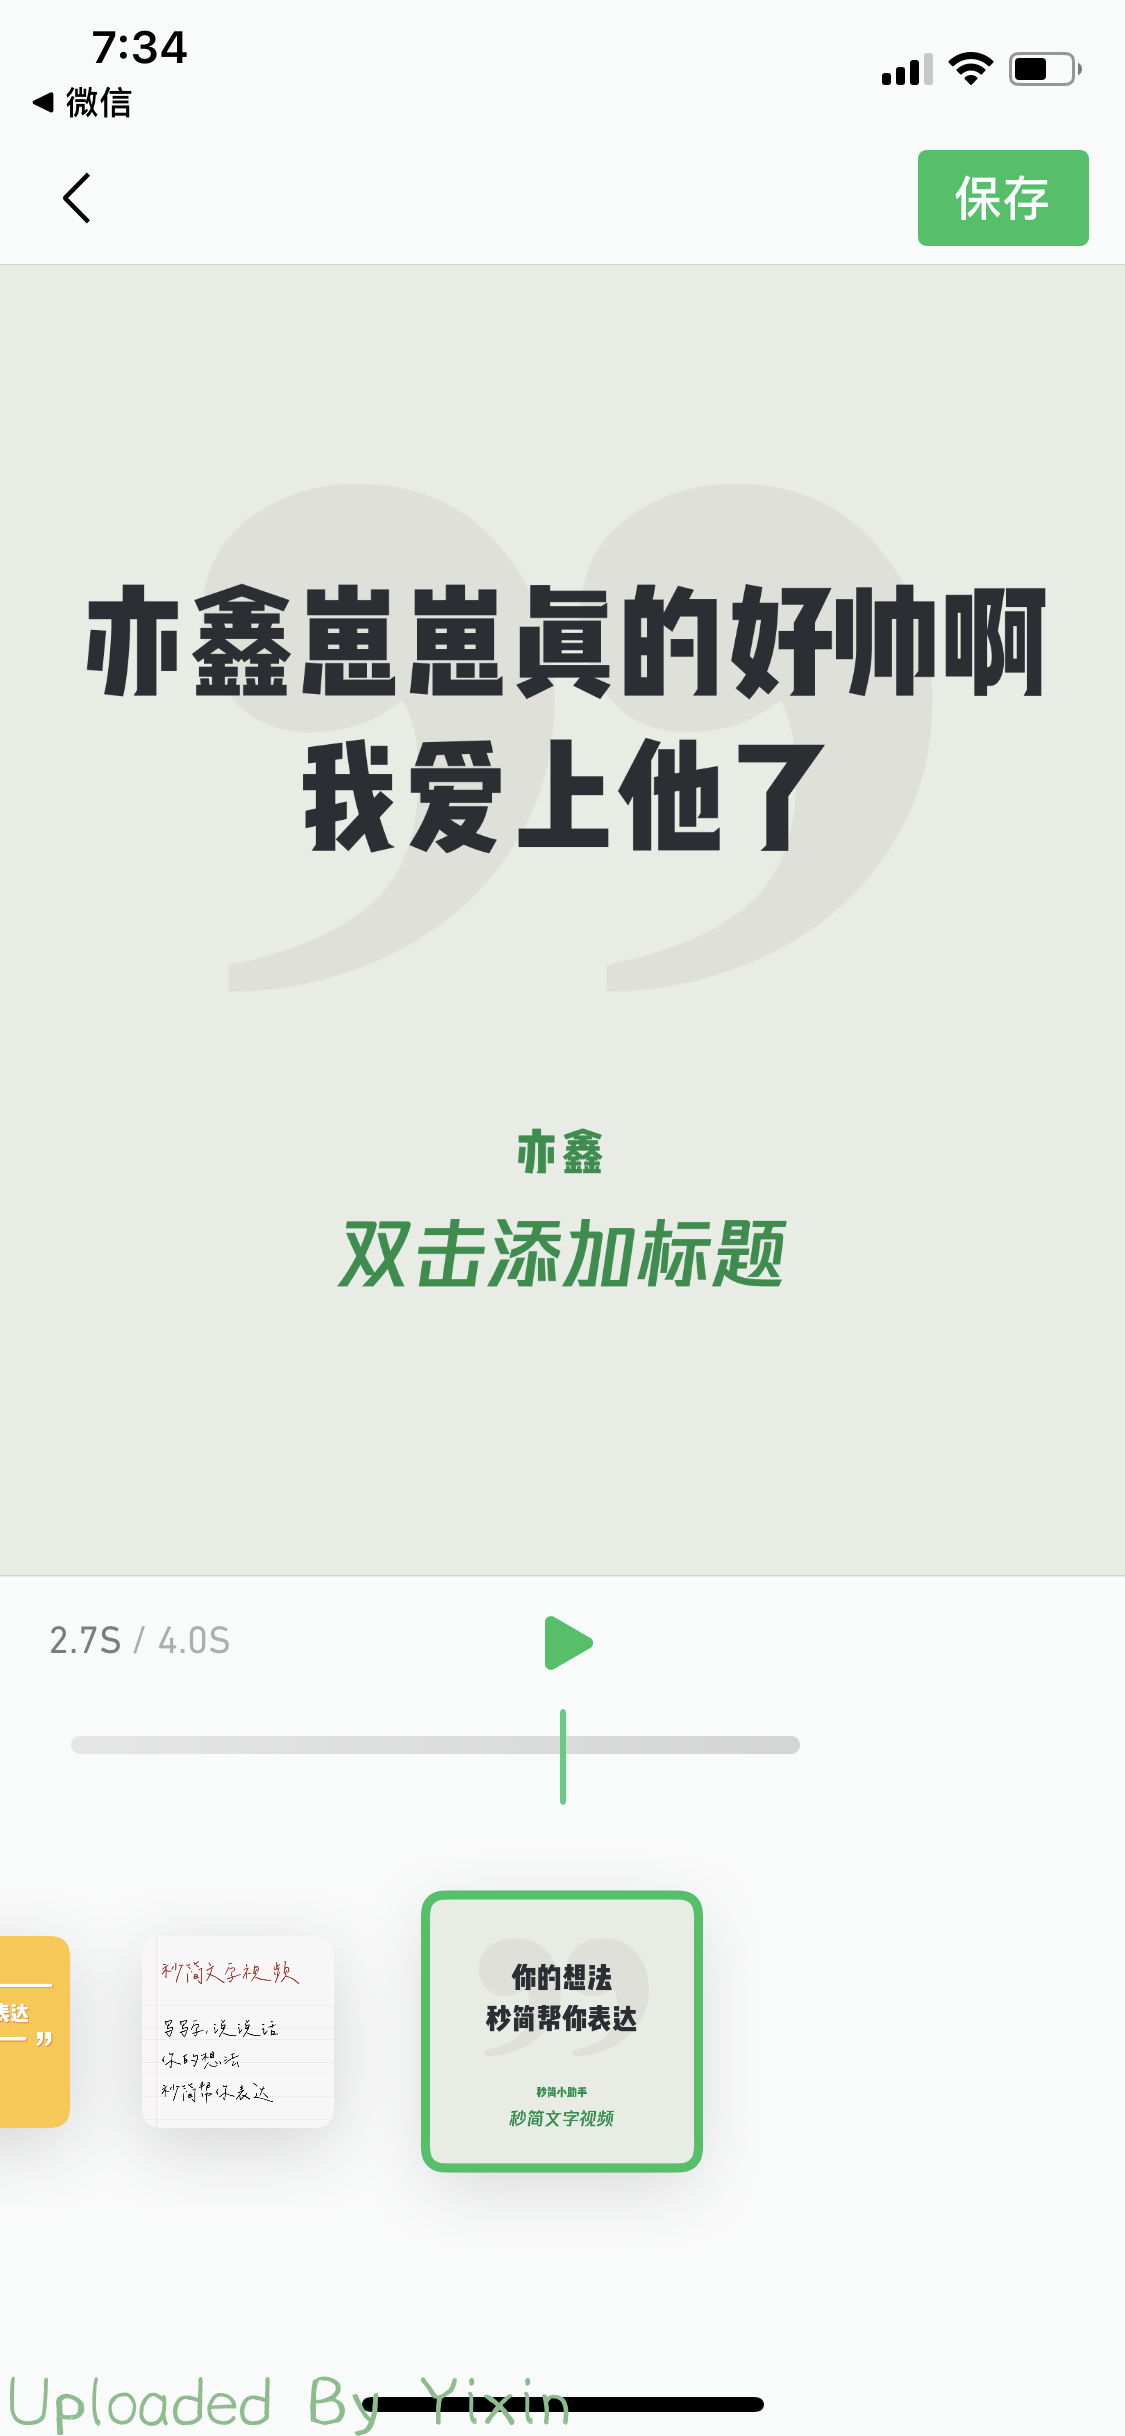 7:34
微信
保存
亦鑫崽崽真的好帅啊
我爱上他了
亦鑫
双击添加标题
2.7S / 4.0S
表达
”
秒简文字视频
写写字,说说话
你的想法
秒简帮你表达
你的想法
秒简帮你表达
秒简小助手
秒简文字视频
Uploaded By Yixin